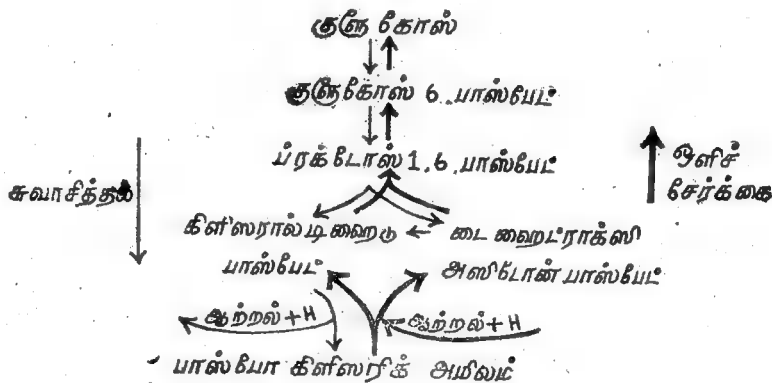 குளூகோஸ்
குளூகோஸ் 6. பாஸ்பேட்
ப்ரக்டோஸ் 1, 6. பாஸ்பேட்
சுவாசித்தல்
ஒளிச்
சேர்க்கை
கிளிஸரால்டிஹைடு
பாஸ்பேட்
டை ஹைட்ராக்ஸி
அஸிடோன் பாஸ்பேட்
ஆற்றல் + H
ஆற்றல் + H
பாஸ்போ கிளிஸரிக் அமிலம்